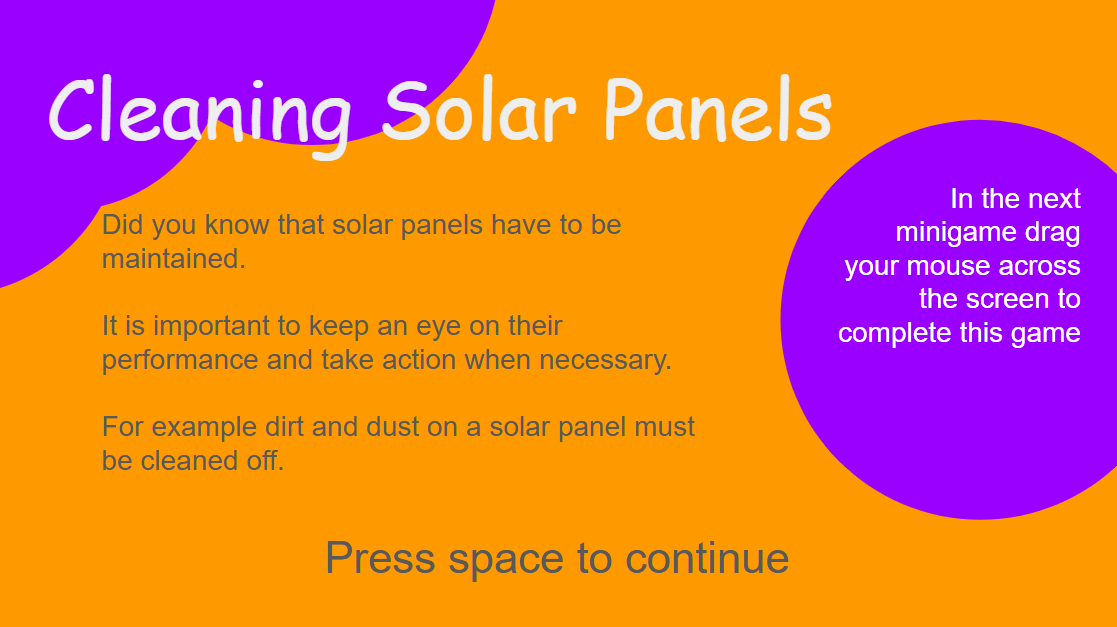 Cleaning Solar Panels
Did you know that solar panels have to be
maintained.
It is important to keep an eye on their
performance and take action when necessary.
For example dirt and dust on a solar panel must
be cleaned off.
In the next
minigame drag
your mouse across
the screen to
complete this game
Press space to continue